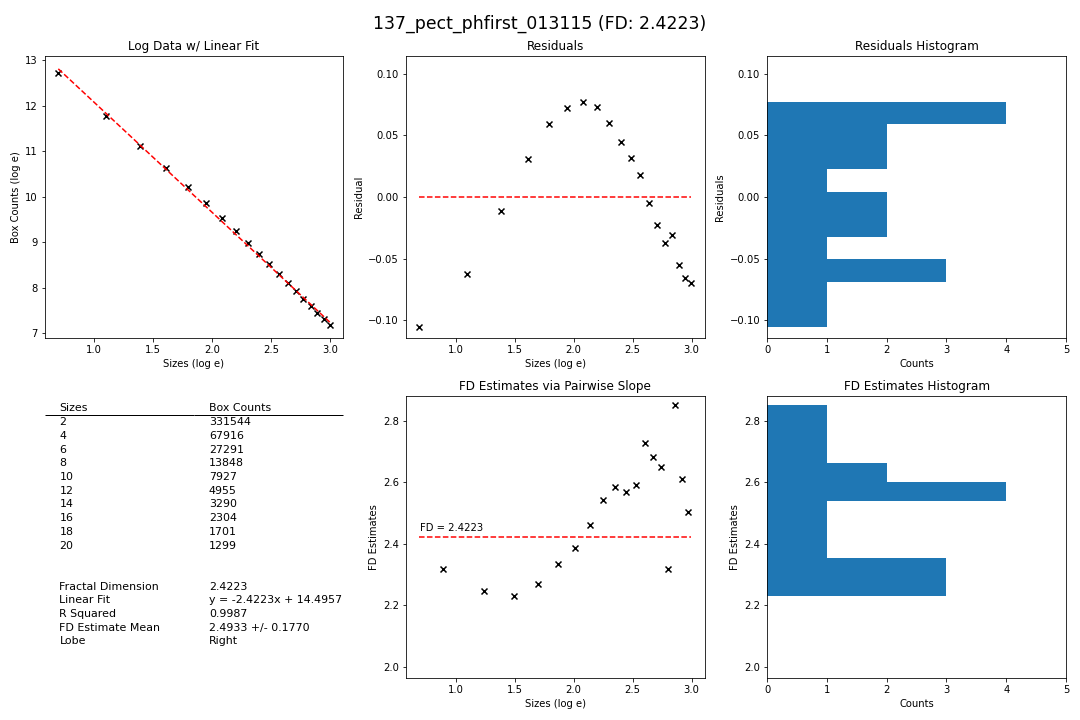 137_pect_phfirst_013115 (FD: 2.4223)
Log Data w/ Linear Fit
13
12
11
10
9
8
7
Box Counts (log e)
1.0 1.5 2.0 2.5 3.0
Sizes (log e)
Residuals
0.10
0.05
0.00
−0.05
−0.10
Residual
1.0 1.5 2.0 2.5 3.0
Sizes (log e)
Residuals Histogram
0.10
0.05
0.00
−0.05
−0.10
Residuals
0 1 2 3 4 5
Counts
Sizes Box Counts
2 331544
4 67916
6 27291
8 13848
10 7927
12 4955
14 3290
16 2304
18 1701
20 1299
Fractal Dimension 2.4223
Linear Fit y = -2.4223x + 14.4957
R Squared 0.9987
FD Estimate Mean 2.4933 +/- 0.1770
Lobe Right
FD Estimates via Pairwise Slope
2.8
2.6
2.4
2.2
2.0
FD Estimates
FD = 2.4223
1.0 1.5 2.0 2.5 3.0
Sizes (log e)
FD Estimates Histogram
2.8
2.6
2.4
2.2
2.0
FD Estimates
0 1 2 3 4 5
Counts